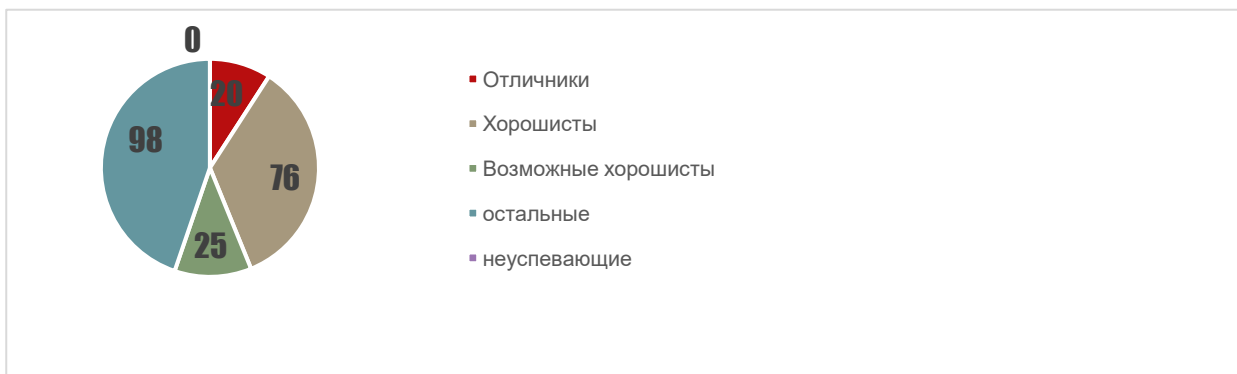 0
20
98
76
25
Отличники
Хорошисты
Возможные хорошисты
остальные
неуспевающие